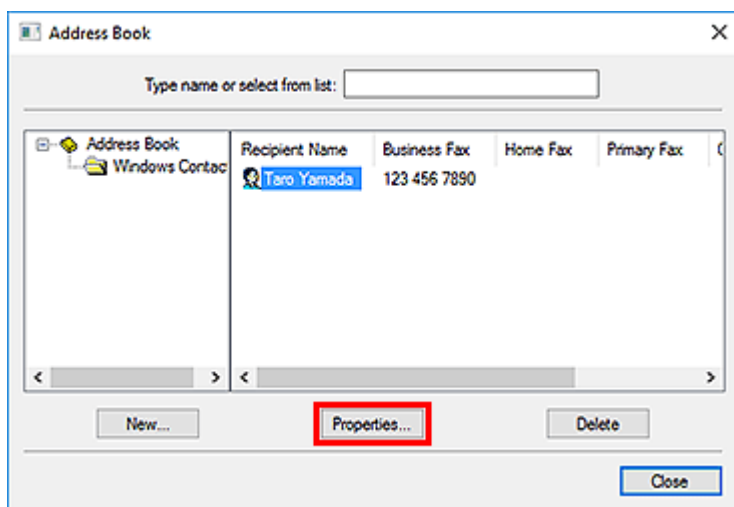 Address Book
Type name or select from list:
Address Book
Windows Contac
Recipient Name Business Fax Home Fax Primary Fax
Taro Yamada 123 456 7890
New... Properties... Delete
Close